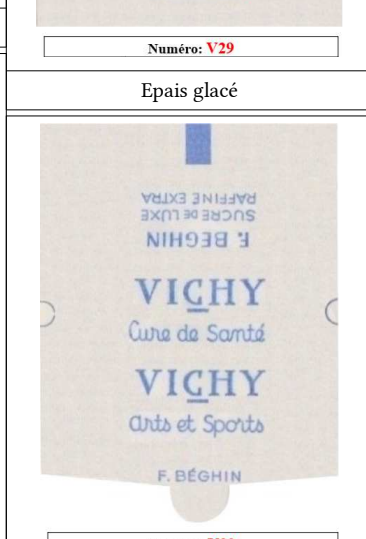 Numéro: V29
Epais glacé
RAFFINE EXTRA
SUCRE DE LUXE
F. BEGHIN
VICHY
Cure de Santé
VICHY
arts et Sports
F. BÉGHIN